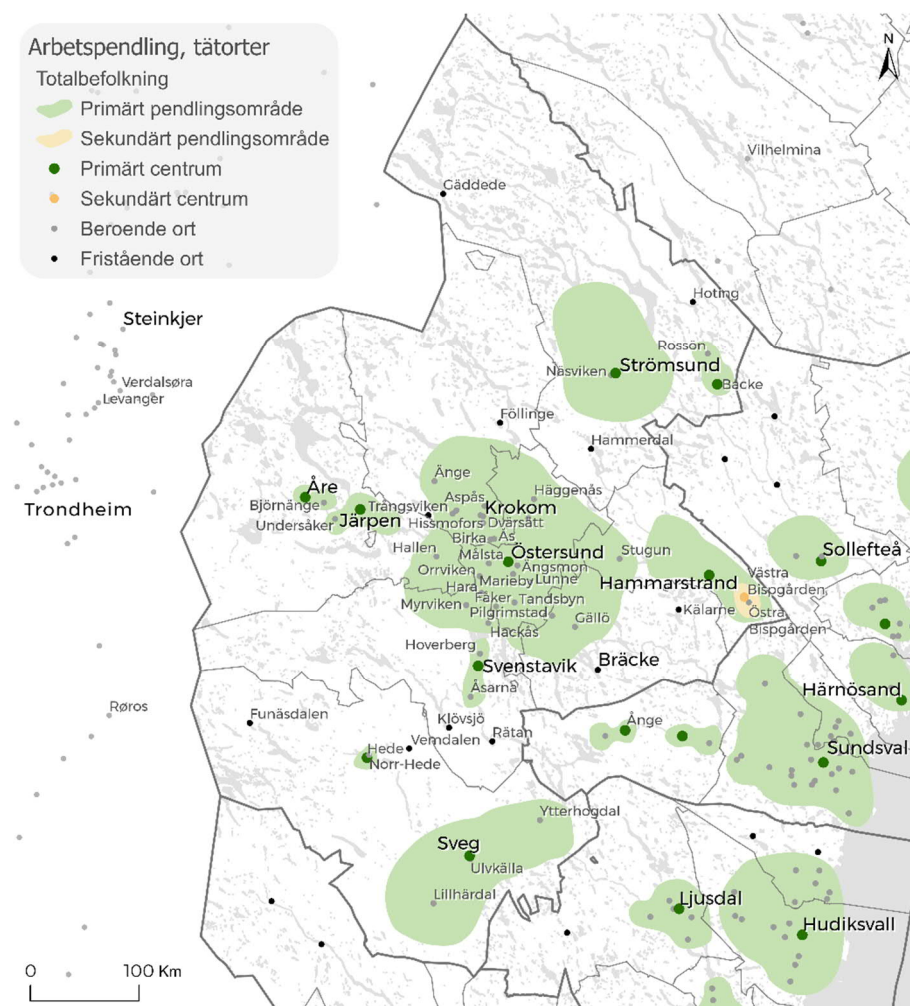 Arbetspendling, tätorter
Totalbefolkning
Primärt pendlingsområde
Sekundärt pendlingsområde
Primärt centrum
Sekundärt centrum
Beroende ort
Fristående ort
N
Vilhelmina
Gäddede
Hoting
Steinkjer
Rossön
Strömsund
Näsviken
Verdalsøra
Bäcke
Levanger
Föllinge
Hammerdal
Änge
Åre
Häggenås
Aspås
Björnänge
Trångsviken
Krokom
Trondheim
Undersåker
Järpen
Hissmofors
Dvärsätt
Birka
Ås
Hallen
Målsta
Östersund
Stugun
Sollefteå
Orrviken
Ängsmon
Marieby
Lunne
Hammarstrand
Västra
Hara
Bispgården
Myrviken
Fåker
Tandsbyn
Kälarne
Östra
Pilgrimstad
Gällö
Bispgården
Hackås
Hoverberg
Svenstavik
Bräcke
Åsarna
Härnösand
Røros
Funäsdalen
Klövsjö
Ånge
Rätan
Hede
Vemdalen
Sundsval
Norr-Hede
Ytterhogdal
Sveg
Ulvkälla
Lillhärdal
Ljusdal
Hudiksvall
0 100 Km